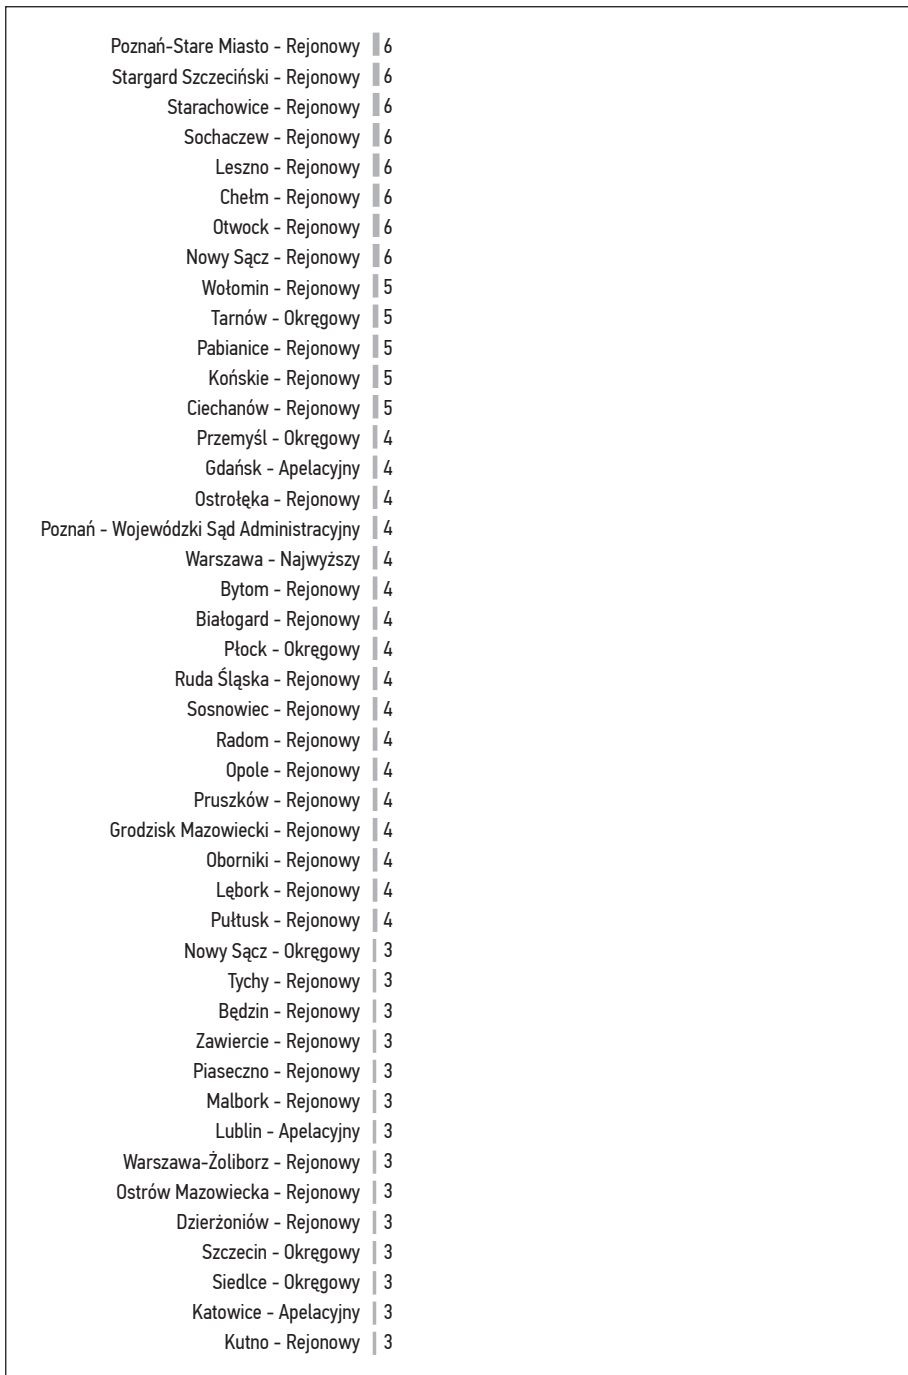 Poznań-Stare Miasto - Rejonowy 6
Stargard Szczeciński - Rejonowy 6
Starachowice - Rejonowy 6
Sochaczew - Rejonowy 6
Leszno - Rejonowy 6
Chełm - Rejonowy 6
Otwock - Rejonowy 6
Nowy Sącz - Rejonowy 6
Wołomin - Rejonowy 5
Tarnów - Okręgowy 5
Pabianice - Rejonowy 5
Końskie - Rejonowy 5
Ciechanów - Rejonowy 5
Przemyśl - Okręgowy 4
Gdańsk - Apelacyjny 4
Ostrołęka - Rejonowy 4
Poznań - Wojewódzki Sąd Administracyjny 4
Warszawa - Najwyższy 4
Bytom - Rejonowy 4
Białogard - Rejonowy 4
Płock - Okręgowy 4
Ruda Śląska - Rejonowy 4
Sosnowiec - Rejonowy 4
Radom - Rejonowy 4
Opole - Rejonowy 4
Pruszków - Rejonowy 4
Grodzisk Mazowiecki - Rejonowy 4
Oborniki - Rejonowy 4
Lębork - Rejonowy 4
Pułtusk - Rejonowy 4
Nowy Sącz - Okręgowy 3
Tychy - Rejonowy 3
Będzin - Rejonowy 3
Zawiercie - Rejonowy 3
Piaseczno - Rejonowy 3
Malbork - Rejonowy 3
Lublin - Apelacyjny 3
Warszawa-Żoliborz - Rejonowy 3
Ostrów Mazowiecka - Rejonowy 3
Dzierżoniów - Rejonowy 3
Szczecin - Okręgowy 3
Siedlce - Okręgowy 3
Katowice - Apelacyjny 3
Kutno - Rejonowy 3